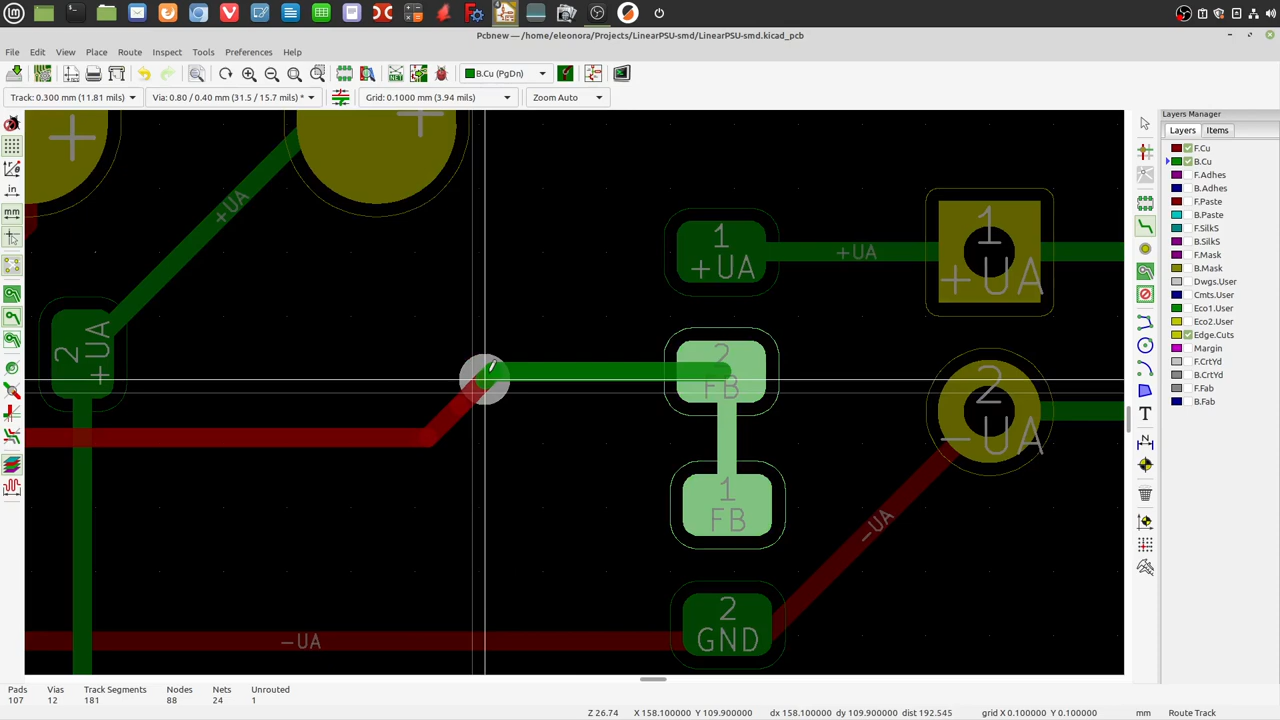 Pcbnew — /home/eleonora/Projects/LinearPSU-smd/LinearPSU-smd.kicad_pcb
File Edit View Place Route Inspect Tools Preferences Help
B.Cu (PgDn)
Track: 0.300 mm (11.81 mils)
Via: 0.80 / 0.40 mm (31.5 / 15.7 mils) *
Grid: 0.1000 mm (3.94 mils)
Zoom Auto
Layers Manager
Layers Items
F.Cu
B.Cu
F.Adhes
B.Adhes
F.Paste
B.Paste
F.SilkS
B.SilkS
F.Mask
B.Mask
Dwgs.User
Cmts.User
Eco1.User
Eco2.User
Edge.Cuts
Margin
F.CrtYd
B.CrtYd
F.Fab
B.Fab
in
mm
+
+
+UA
1
+UA
+UA
1
+UA
2
+UA
2
FB
2
-UA
1
FB
-UA
2
GND
-UA
Pads Vias Track Segments Nodes Nets Unrouted
107 12 181 88 24 1
Z 26.74 X 158.100000 Y 109.900000 dx 158.100000 dy 109.900000 dist 192.545 grid X 0.100000 Y 0.100000 mm Route Track